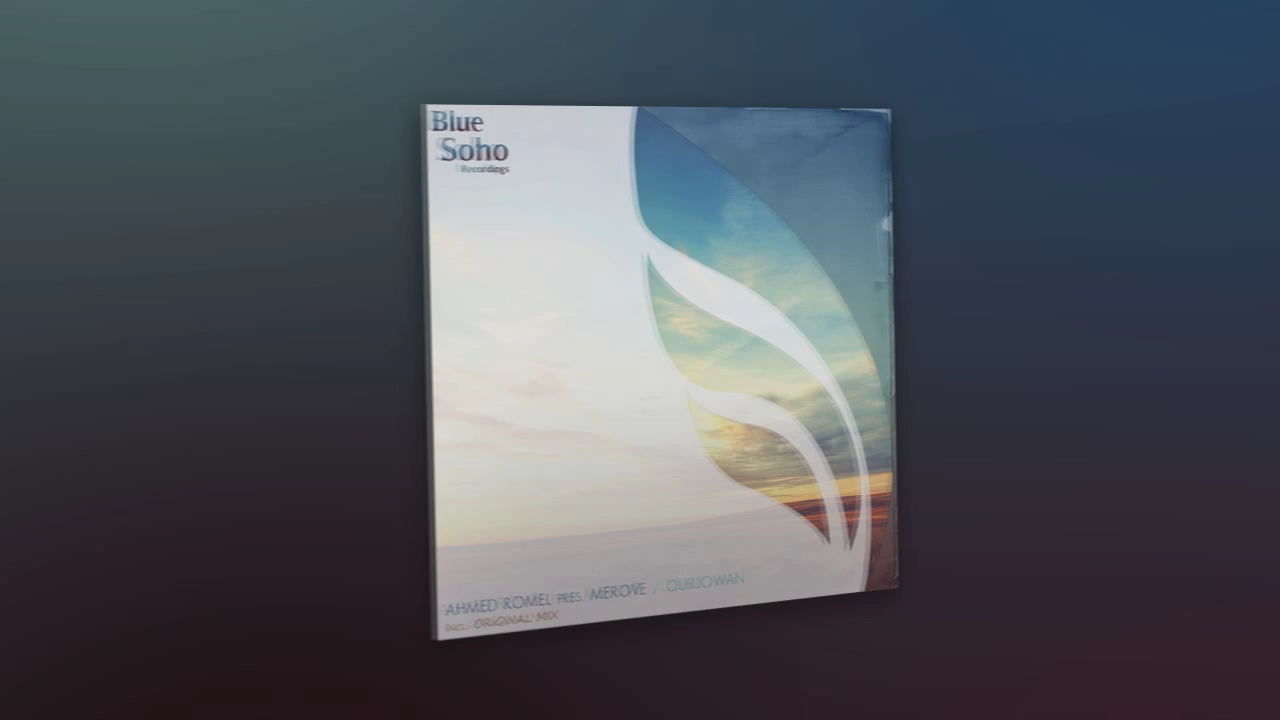 Blue
Soho
Recordings
AHMED ROMEL PRES. MEROVE / OURJOWAN
INCL. ORIGINAL MIX